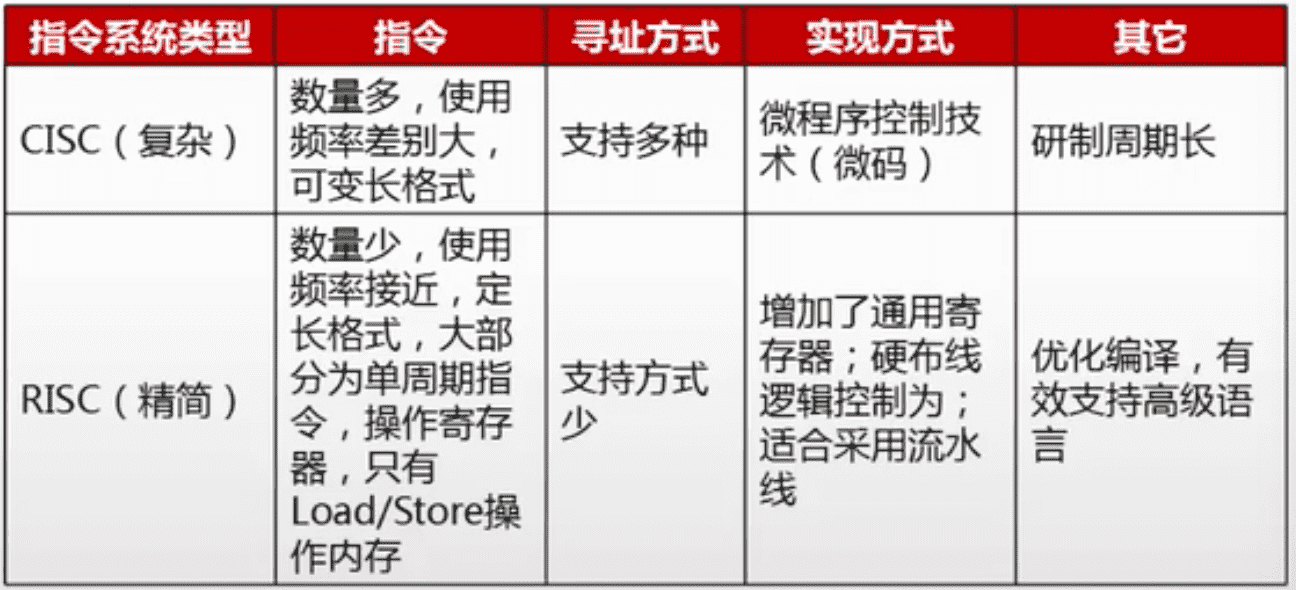 指令系统类型
指令
寻址方式
实现方式
其它
CISC（复杂）
数量多，使用
频率差别大，
可变长格式
支持多种
微程序控制技
术（微码）
研制周期长
RISC（精简）
数量少，使用
频率接近，定
长格式，大部
分为单周期指
令，操作寄存
器，只有
Load/Store操
作内存
支持方式
少
增加了通用寄
存器；硬布线
逻辑控制为；
适合采用流水
线
优化编译，有
效支持高级语
言